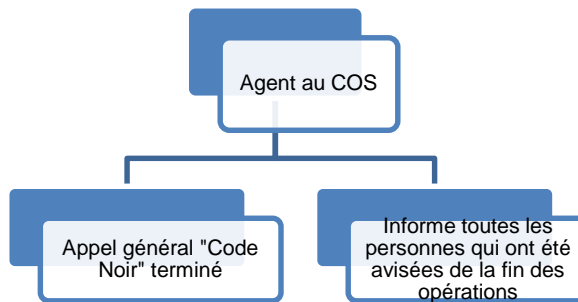 Agent au COS
Appel général "Code
Noir" terminé
Informe toutes les
personnes qui ont été
avisées de la fin des
opérations